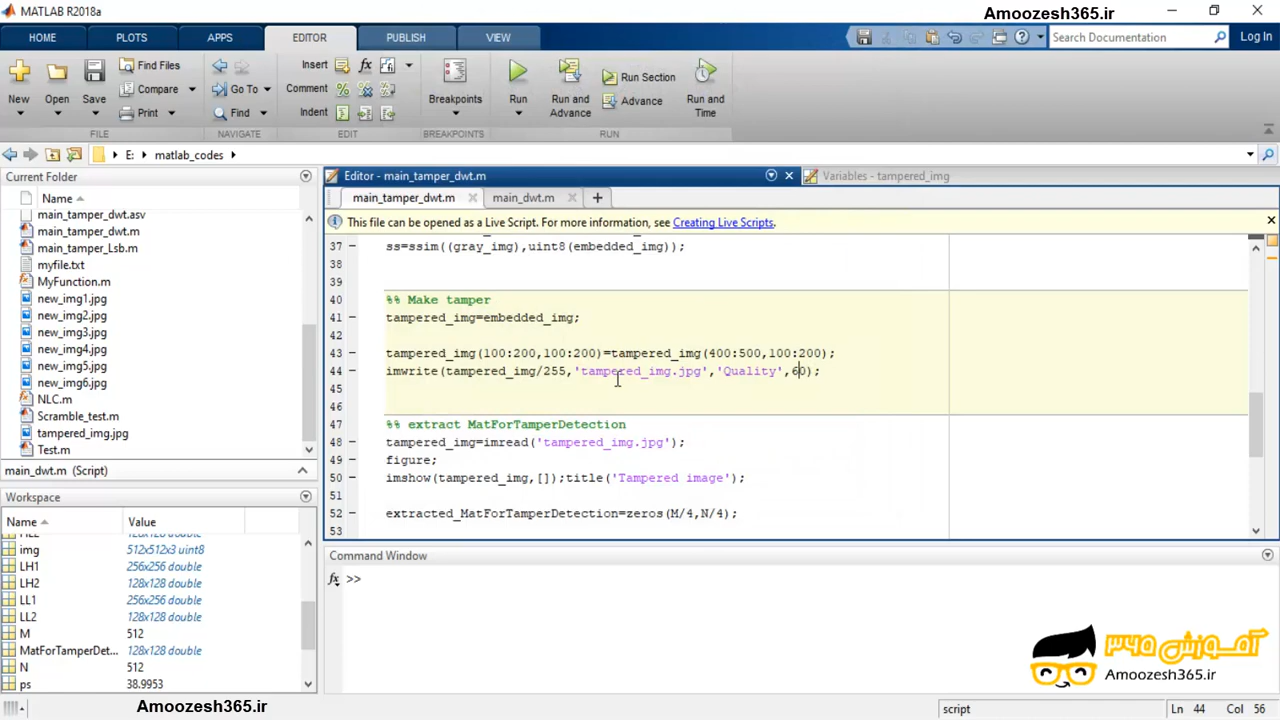 MATLAB R2018a
Amoozesh365.ir
HOME PLOTS APPS EDITOR PUBLISH VIEW
Search Documentation
Log In
New Open Save
Find Files
Compare
Print
Go To
Find
Insert fx
Comment %
Indent
Breakpoints
Run
Run and Advance
Run Section
Advance
Run and Time
FILE NAVIGATE EDIT BREAKPOINTS RUN
E: matlab_codes
Current Folder
Name
main_tamper_dwt.asv
main_tamper_dwt.m
main_tamper_Lsb.m
myfile.txt
MyFunction.m
new_img1.jpg
new_img2.jpg
new_img3.jpg
new_img4.jpg
new_img5.jpg
new_img6.jpg
NLC.m
Scramble_test.m
tampered_img.jpg
Test.m
main_dwt.m (Script)
Workspace
Name Value
img 512x512x3 uint8
LH1 256x256 double
LH2 128x128 double
LL1 256x256 double
LL2 128x128 double
M 512
MatForTamperDet... 128x128 double
N 512
ps 38.9953
Amoozesh365.ir
Editor - main_tamper_dwt.m
Variables - tampered_img
main_tamper_dwt.m main_dwt.m
This file can be opened as a Live Script. For more information, see Creating Live Scripts.
37 ss=ssim((gray_img),uint8(embedded_img));
38
39
40 %% Make tamper
41 tampered_img=embedded_img;
42
43 tampered_img(100:200,100:200)=tampered_img(400:500,100:200);
44 imwrite(tampered_img/255,'tampered_img.jpg','Quality',60);
45
46
47 %% extract MatForTamperDetection
48 tampered_img=imread('tampered_img.jpg');
49 figure;
50 imshow(tampered_img,[]);title('Tampered image');
51
52 extracted_MatForTamperDetection=zeros(M/4,N/4);
53
Command Window
fx >>
آموزش ۳۶۵
Amoozesh365.ir
script Ln 44 Col 56